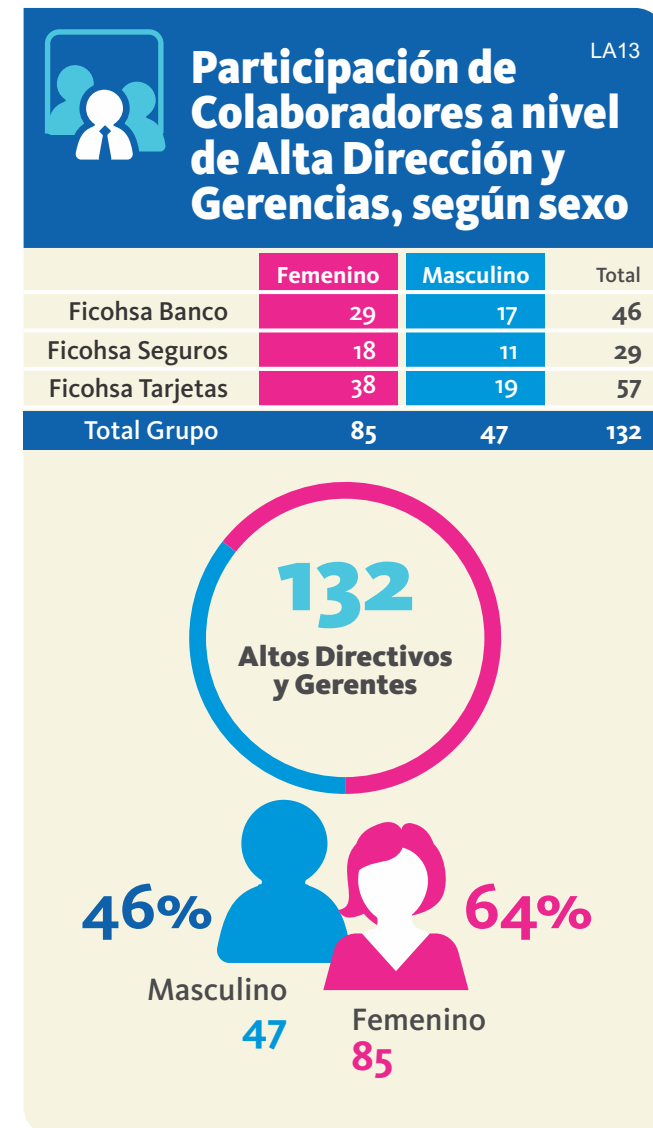 LA13
Participación de
Colaboradores a nivel
de Alta Dirección y
Gerencias, según sexo
Femenino Masculino Total
Ficohsa Banco 29 17 46
Ficohsa Seguros 18 11 29
Ficohsa Tarjetas 38 19 57
Total Grupo 85 47 132
132
Altos Directivos
y Gerentes
46% 64%
Masculino
47
Femenino
85